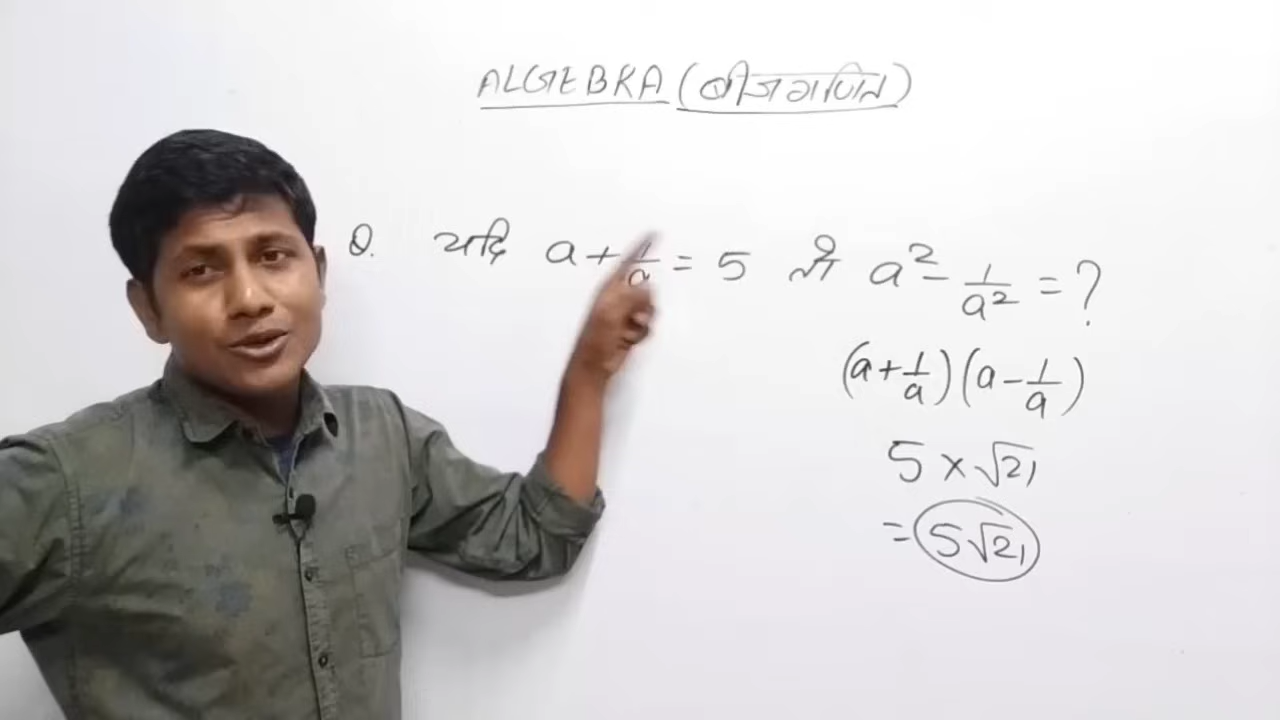 ALGEBRA (बीजगणित)
Q. यदि a + 1/a = 5 तो a² - 1/a² = ?
(a + 1/a) (a - 1/a)
5 × √21
= 5√21